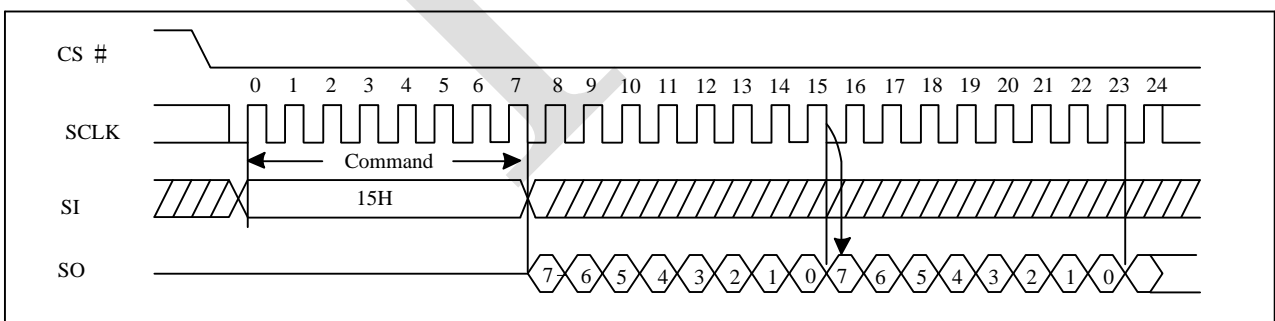 CS #
0 1 2 3 4 5 6 7 8 9 10 11 12 13 14 15 16 17 18 19 20 21 22 23 24
SCLK
Command
SI
15H
SO
7 6 5 4 3 2 1 0 7 6 5 4 3 2 1 0